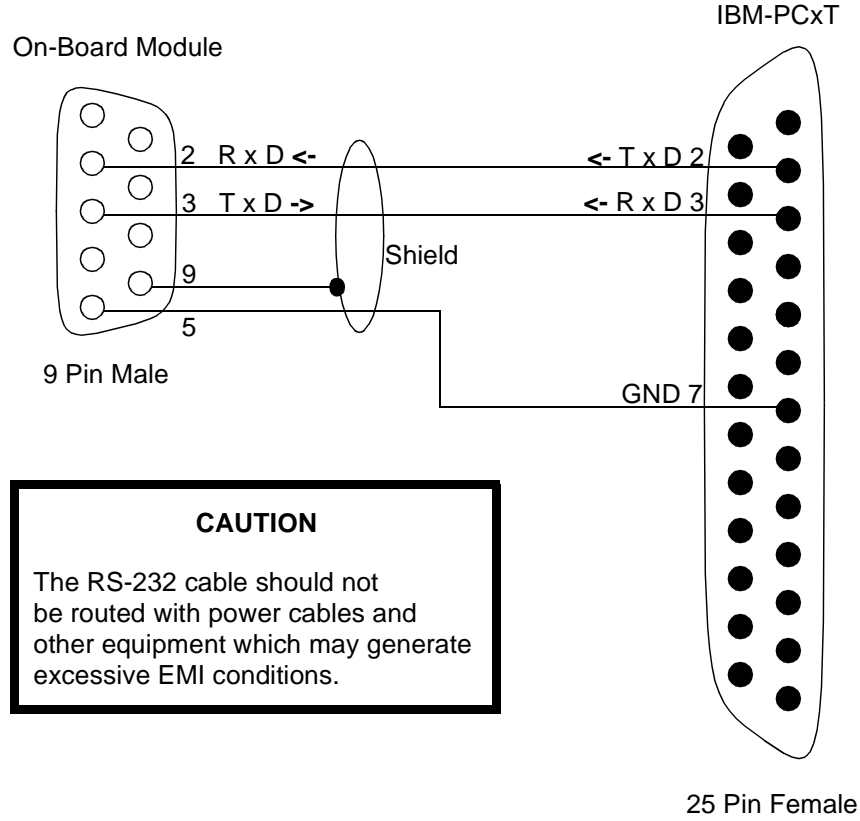 IBM-PCxT
On-Board Module
2 R x D <-
<- T x D 2
3 T x D ->
<- R x D 3
Shield
9
5
9 Pin Male
GND 7
CAUTION
The RS-232 cable should not
be routed with power cables and
other equipment which may generate
excessive EMI conditions.
25 Pin Female